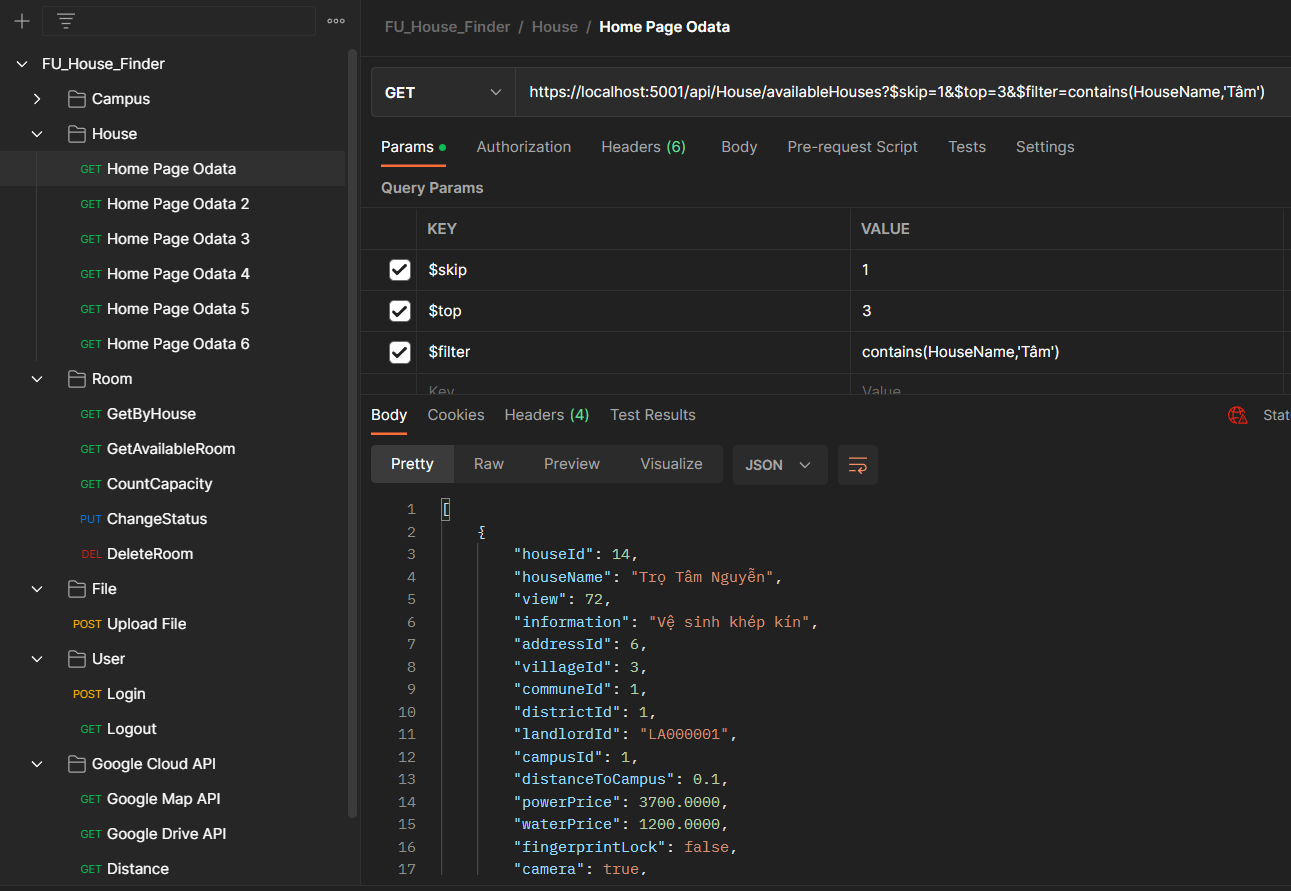 FU_House_Finder
Campus
House
GET Home Page Odata
GET Home Page Odata 2
GET Home Page Odata 3
GET Home Page Odata 4
GET Home Page Odata 5
GET Home Page Odata 6
Room
GET GetByHouse
GET GetAvailableRoom
GET CountCapacity
PUT ChangeStatus
DEL DeleteRoom
File
POST Upload File
User
POST Login
GET Logout
Google Cloud API
GET Google Map API
GET Google Drive API
GET Distance
FU_House_Finder / House / Home Page Odata
GET https://localhost:5001/api/House/availableHouses?$skip=1&$top=3&$filter=contains(HouseName,'Tâm')
Params Authorization Headers (6) Body Pre-request Script Tests Settings
Query Params
KEY VALUE
$skip 1
$top 3
$filter contains(HouseName,'Tâm')
Key Value
Body Cookies Headers (4) Test Results Stat
Pretty Raw Preview Visualize JSON
1 [
2 {
3 "houseId": 14,
4 "houseName": "Trọ Tâm Nguyễn",
5 "view": 72,
6 "information": "Vệ sinh khép kín",
7 "addressId": 6,
8 "villageId": 3,
9 "communeId": 1,
10 "districtId": 1,
11 "landlordId": "LA000001",
12 "campusId": 1,
13 "distanceToCampus": 0.1,
14 "powerPrice": 3700.0000,
15 "waterPrice": 1200.0000,
16 "fingerprintLock": false,
17 "camera": true,